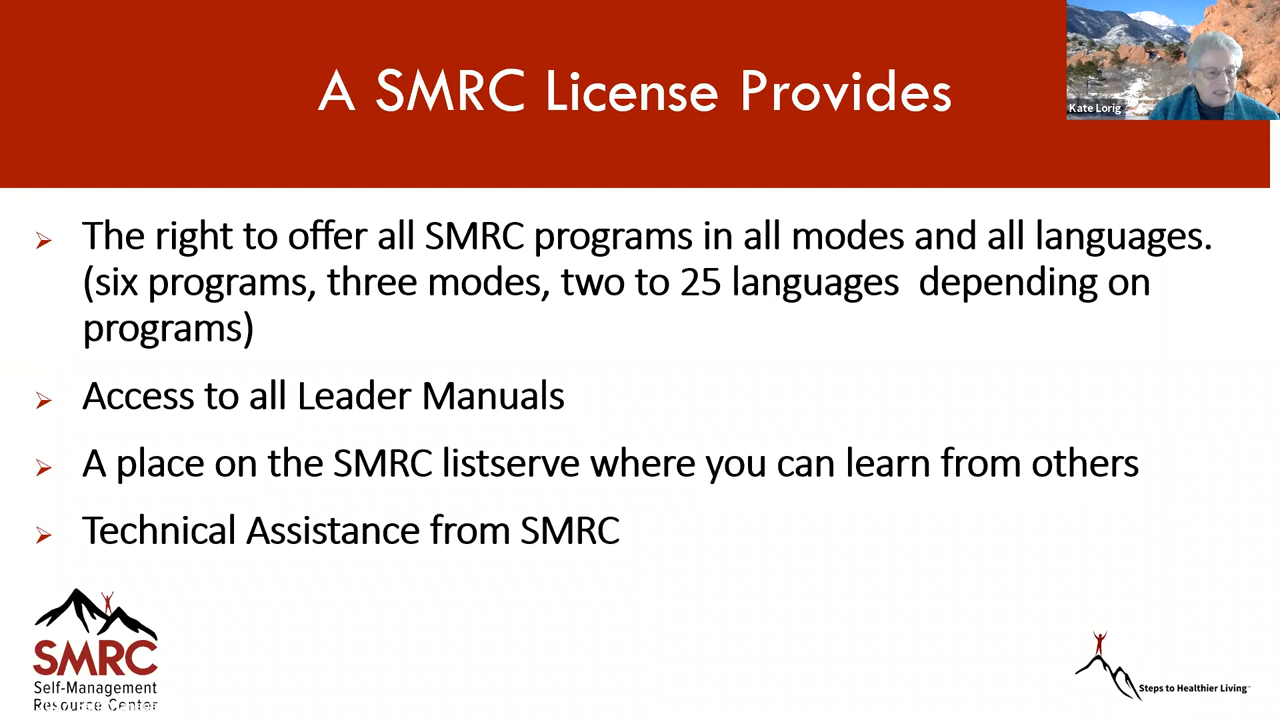 A SMRC License Provides
Kate Lorig
The right to offer all SMRC programs in all modes and all languages.
(six programs, three modes, two to 25 languages  depending on
programs)
Access to all Leader Manuals
A place on the SMRC listserve where you can learn from others
Technical Assistance from SMRC
SMRC
Self-Management
Resource Center
Steps to Healthier Living™